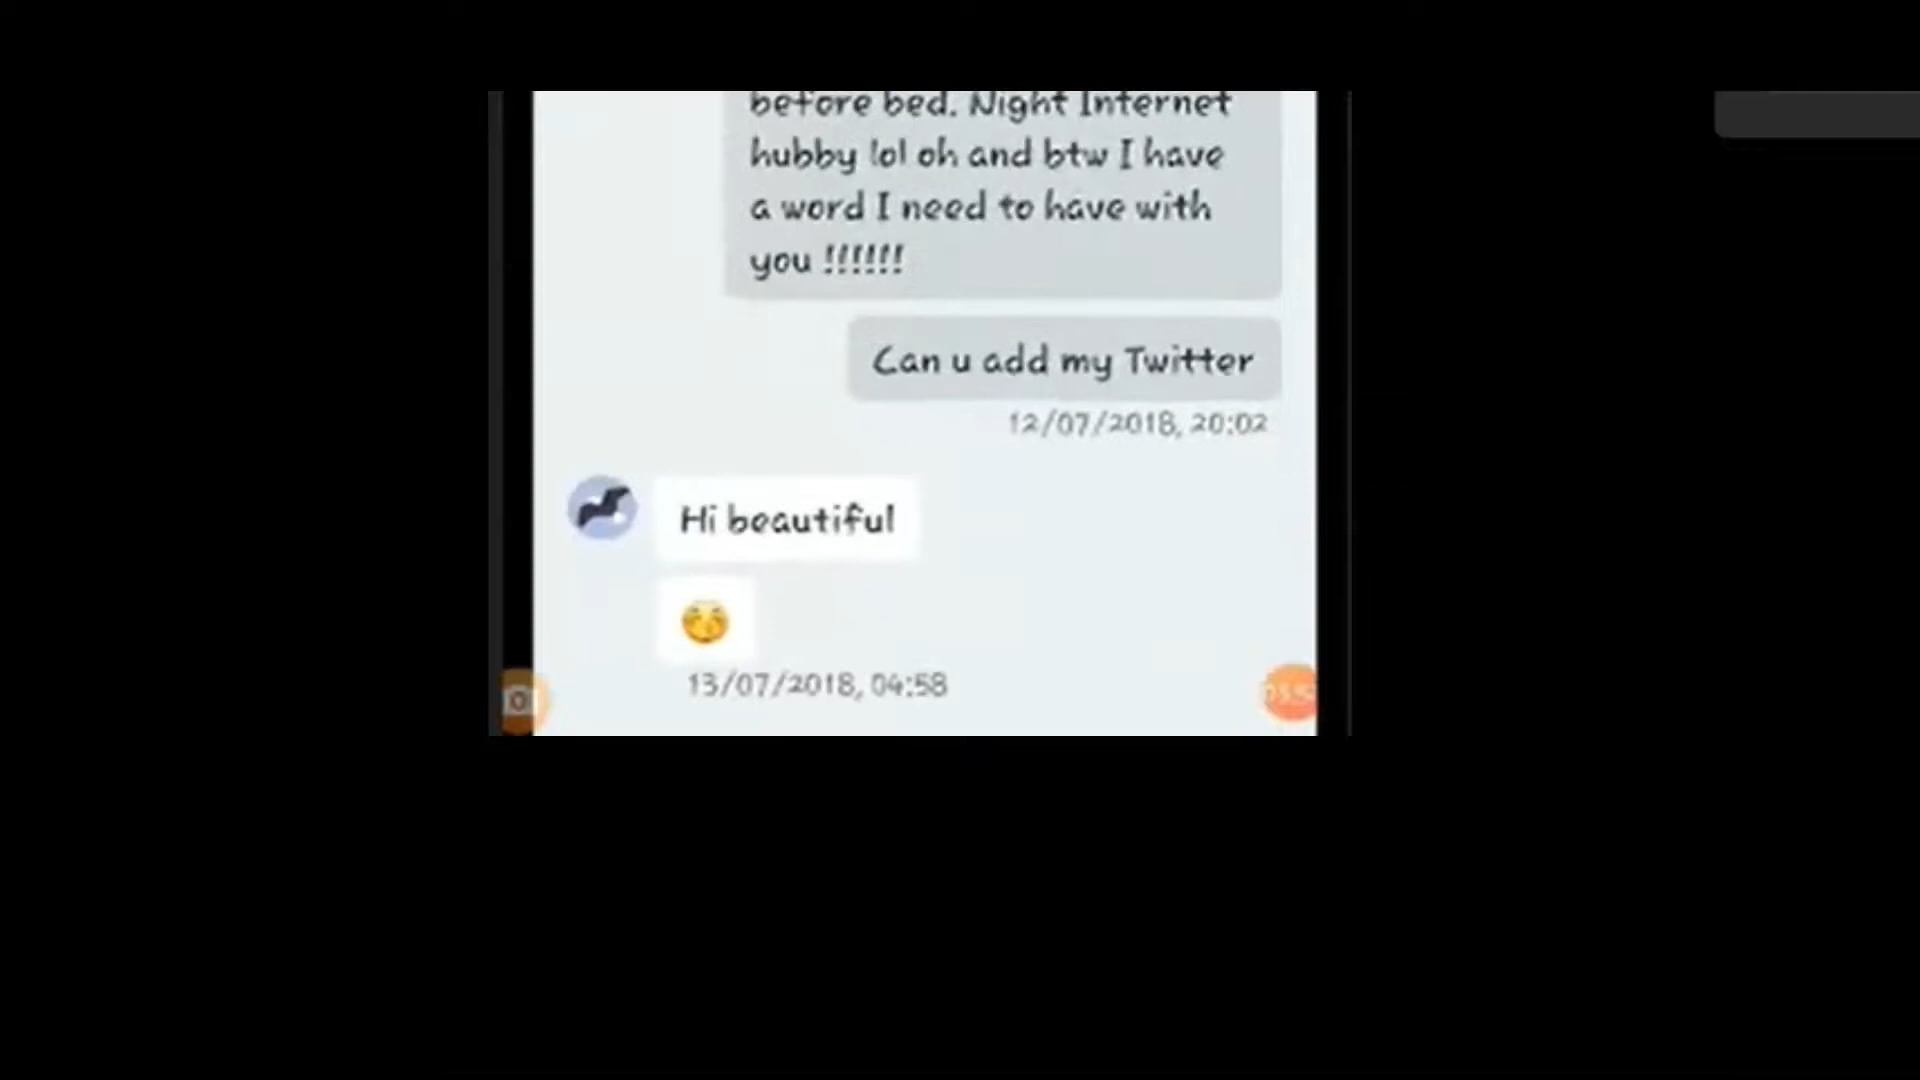 before bed. Night Internet
hubby lol oh and btw I have
a word I need to have with
you !!!!!!
Can u add my Twitter
12/07/2018, 20:02
Hi beautiful
13/07/2018, 04:58